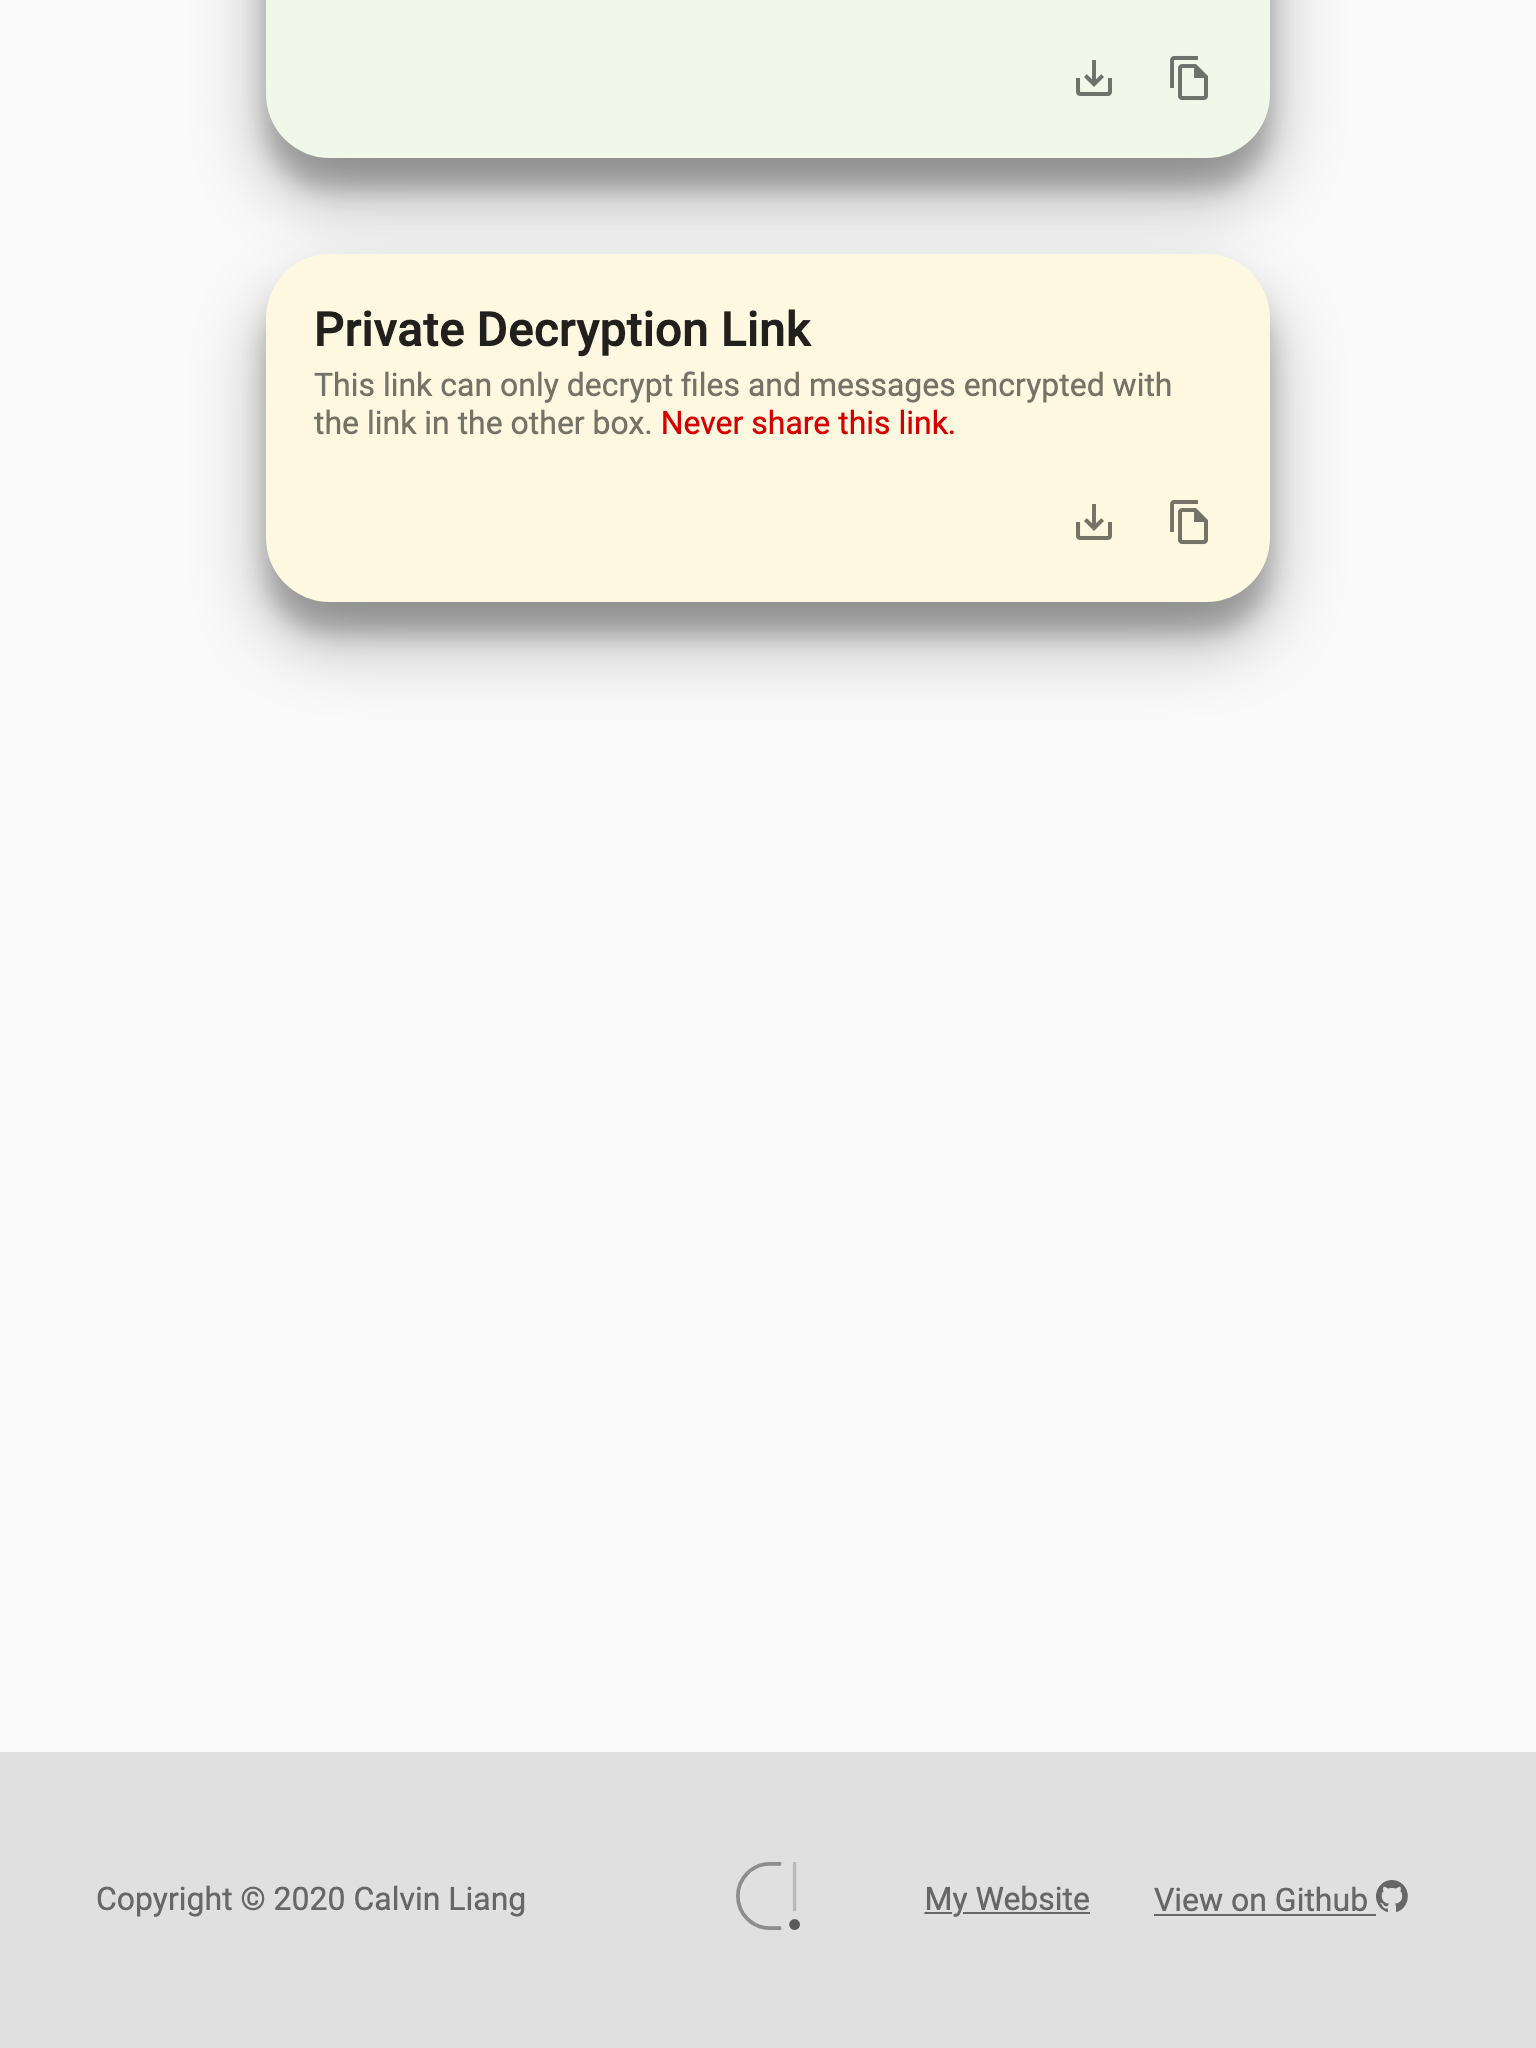 Private Decryption Link
This link can only decrypt files and messages encrypted with
the link in the other box. Never share this link.
Copyright © 2020 Calvin Liang
C!
My Website
View on Github